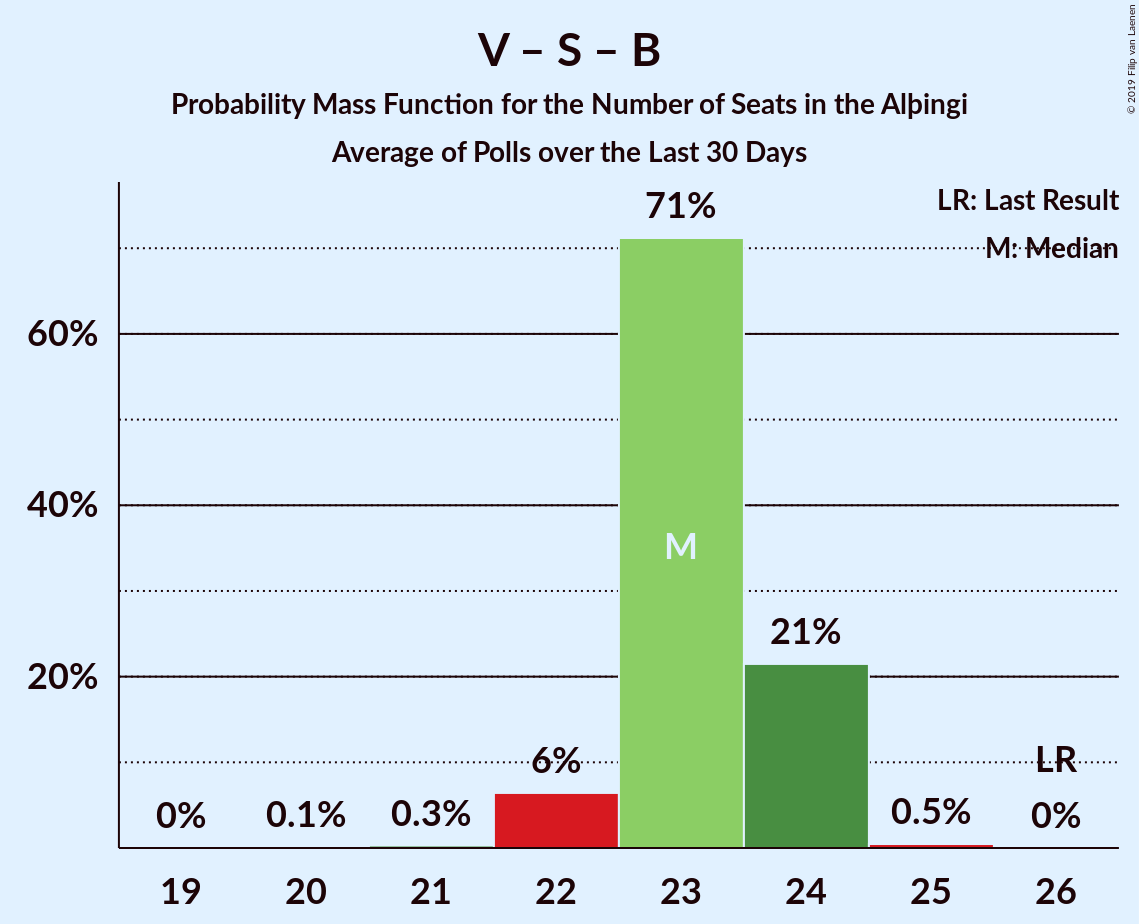 V – S – B
Probability Mass Function for the Number of Seats in the Alþingi
Average of Polls over the Last 30 Days
© 2019 Filip van Laenen
LR: Last Result
M: Median
71%
60%
40%
M
21%
20%
6%
LR
0%
0.1%
0.3%
0.5%
0%
19
20
21
22
23
24
25
26